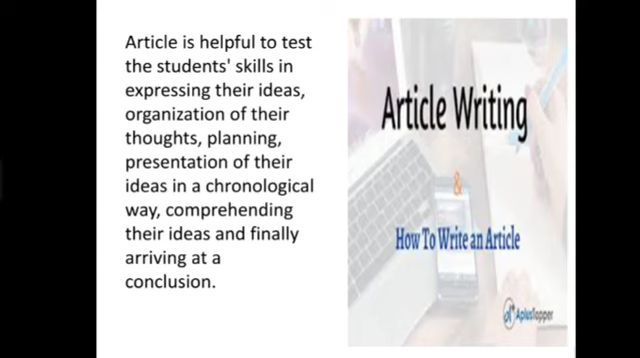 Article is helpful to test
the students' skills in
expressing their ideas,
organization of their
thoughts, planning,
presentation of their
ideas in a chronological
way, comprehending
their ideas and finally
arriving at a
conclusion.
Article Writing
&
How To Write an Article
AplusTopper